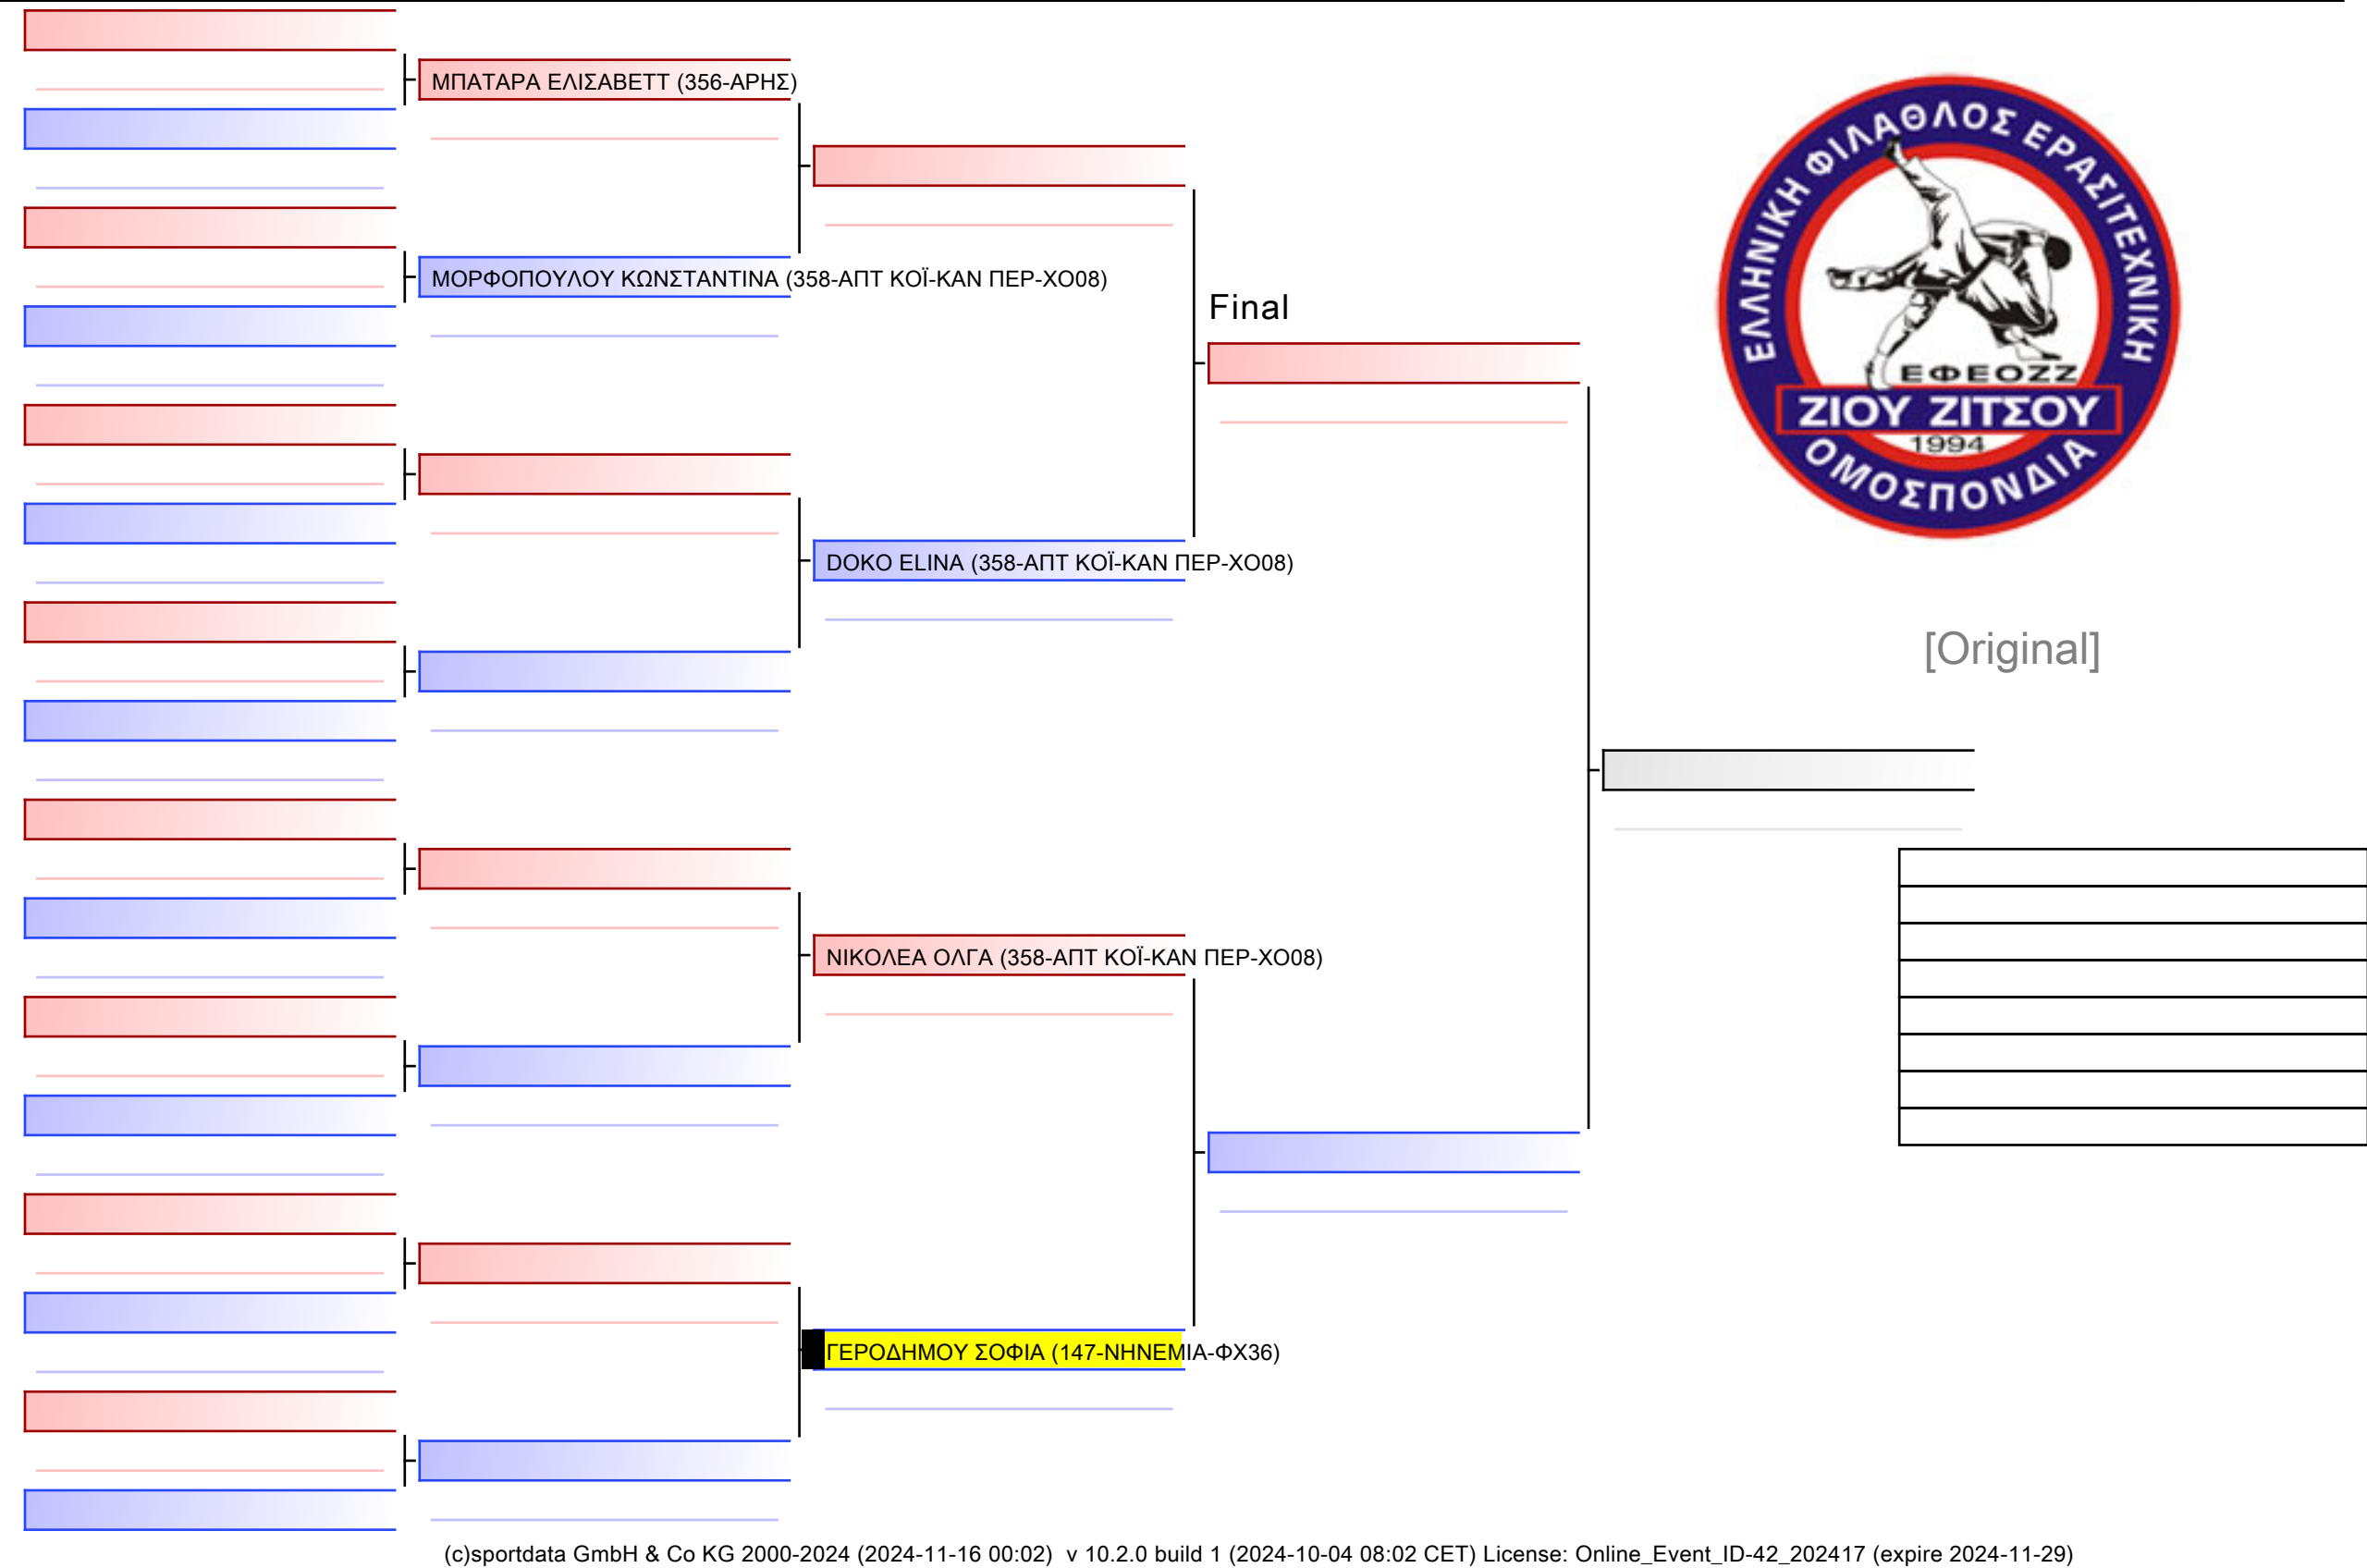 ΜΠΑΤΑΡΑ ΕΛΙΣΑΒΕΤΤ (356-ΑΡΗΣ)
ΜΟΡΦΟΠΟΥΛΟΥ ΚΩΝΣΤΑΝΤΙΝΑ (358-ΑΠΤ ΚΟΪ-ΚΑΝ ΠΕΡ-ΧΟ08)
Final
DOKO ELINA (358-ΑΠΤ ΚΟΪ-ΚΑΝ ΠΕΡ-ΧΟ08)
ΝΙΚΟΛΕΑ ΟΛΓΑ (358-ΑΠΤ ΚΟΪ-ΚΑΝ ΠΕΡ-ΧΟ08)
ΓΕΡΟΔΗΜΟΥ ΣΟΦΙΑ (147-ΝΗΝΕΜΙΑ-ΦΧ36)
ΕΛΛΗΝΙΚΗ ΦΙΛΑΘΛΟΣ ΕΡΑΣΙΤΕΧΝΙΚΗ
ΕΦΕΟΖΖ
ΖΙΟΥ ΖΙΤΣΟΥ
1994
ΟΜΟΣΠΟΝΔΙΑ
[Original]
(c)sportdata GmbH & Co KG 2000-2024 (2024-11-16 00:02) v 10.2.0 build 1 (2024-10-04 08:02 CET) License: Online_Event_ID-42_202417 (expire 2024-11-29)